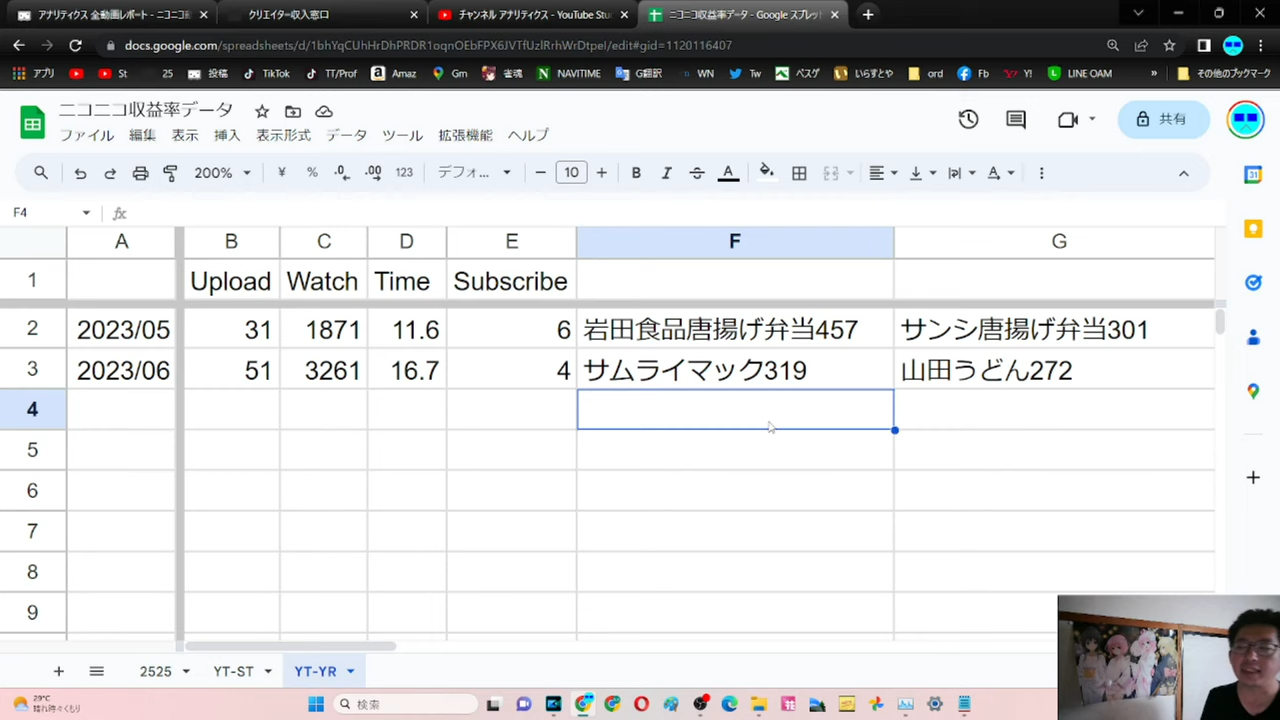 アナリティクス 全動画レポート - ニコニコ
クリエイター収入窓口
チャンネル アナリティクス - YouTube Stu
ニコニコ収益率データ - Google スプレッ
docs.google.com/spreadsheets/d/1bhYqCUhHrDhPRDR1oqnOEbFPX6JVTfUzlRrhWrDtpeI/edit#gid=1120116407
アプリ St 25 投稿 TikTok TT/Prof Amaz Gm 雀魂 NAVITIME G翻訳 WN Tw ペスゲ いらすとや ord Fb Y! LINE OAM » その他のブックマーク
ニコニコ収益率データ
ファイル 編集 表示 挿入 表示形式 データ ツール 拡張機能 ヘルプ
共有
200% ¥ % .0 .00 123 デフォ... 10 B I A
F4 fx
A B C D E F G
1 Upload Watch Time Subscribe
2 2023/05 31 1871 11.6 6 岩田食品唐揚げ弁当457 サンシ唐揚げ弁当301
3 2023/06 51 3261 16.7 4 サムライマック319 山田うどん272
4
5
6
7
8
9
2525 YT-ST YT-YR
29°C
晴れ時々くもり
検索